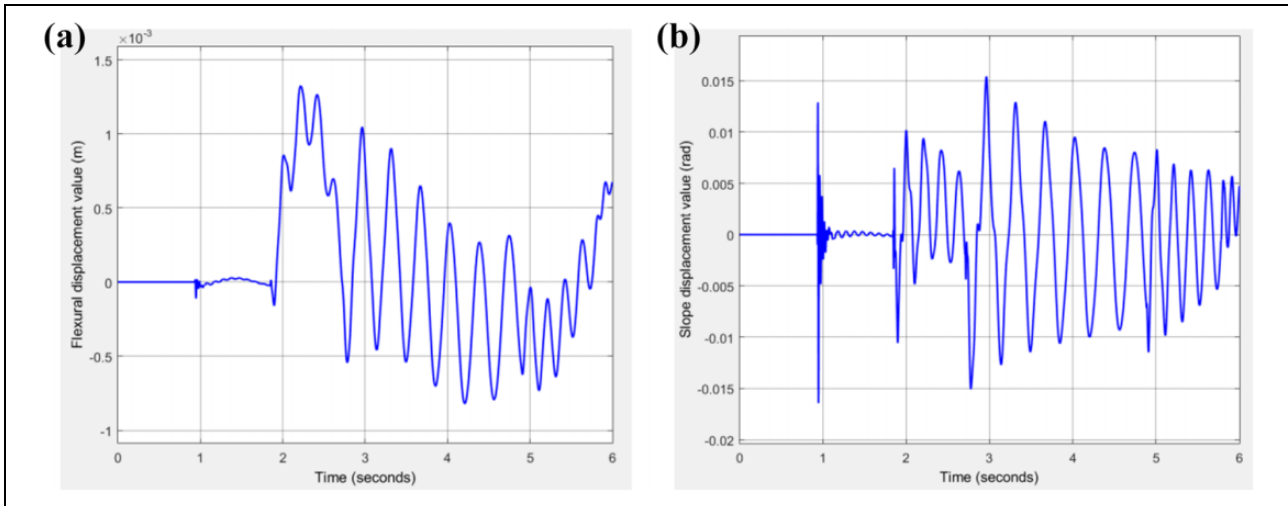 (a)
×10⁻³
1.5
1
0.5
0
-0.5
-1
Flexural displacement value (m)
0 1 2 3 4 5 6
Time (seconds)
(b)
0.015
0.01
0.005
0
-0.005
-0.01
-0.015
-0.02
Slope displacement value (rad)
0 1 2 3 4 5 6
Time (seconds)